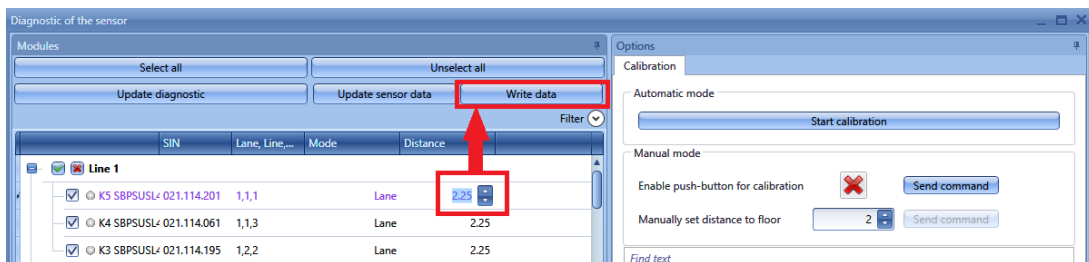 Diagnostic of the sensor
Modules
Select all
Unselect all
Update diagnostic
Update sensor data
Write data
Filter
SIN
Lane, Line,...
Mode
Distance
Line 1
K5 SBPSUSL4 021.114.201 1,1,1 Lane 2.25
K4 SBPSUSL4 021.114.061 1,1,3 Lane 2.25
K3 SBPSUSL4 021.114.195 1,2,2 Lane 2.25
Options
Calibration
Automatic mode
Start calibration
Manual mode
Enable push-button for calibration
Send command
Manually set distance to floor
2
Send command
Find text